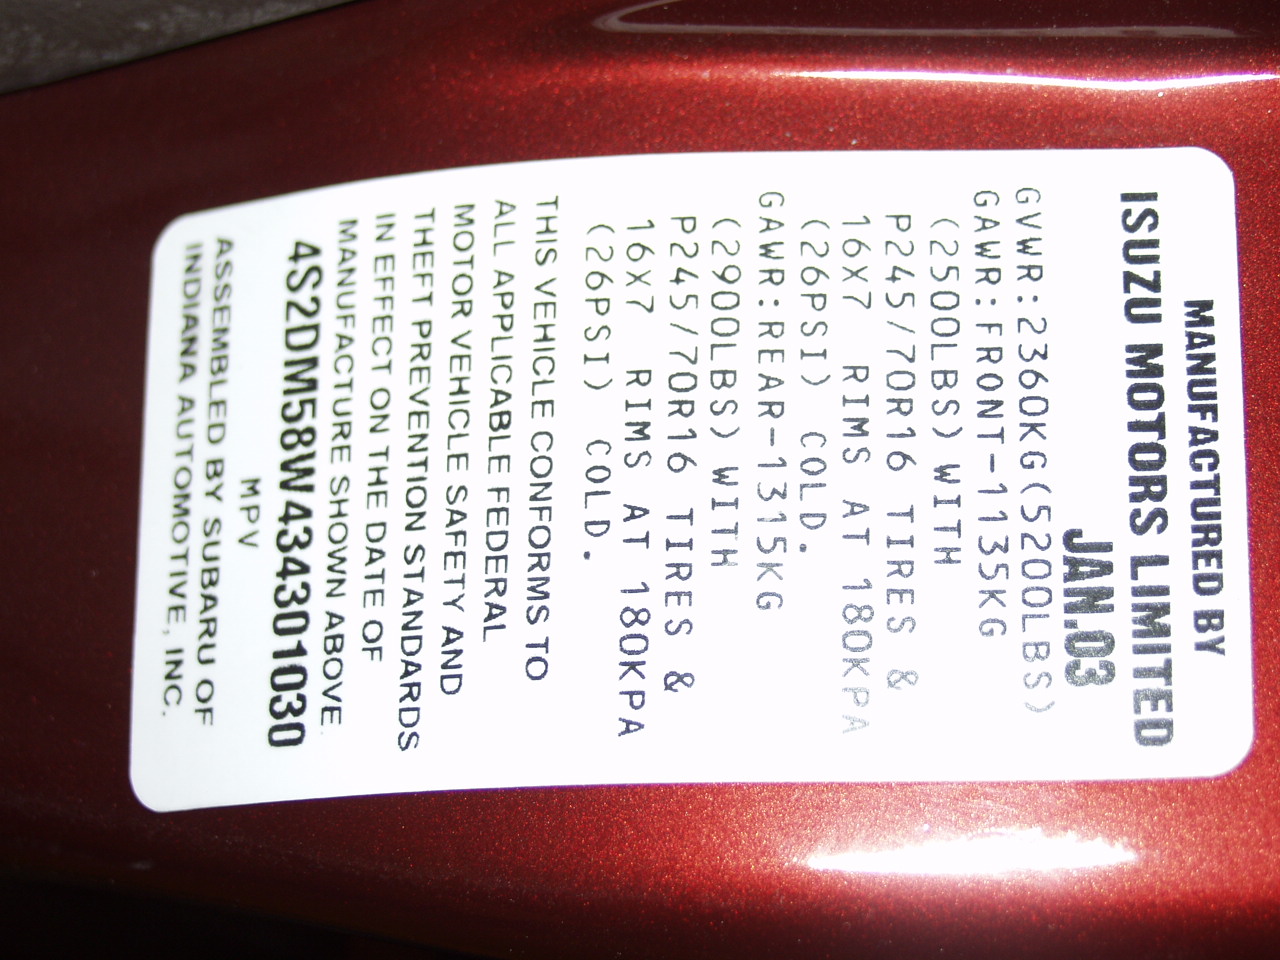 MANUFACTURED BY
ISUZU MOTORS LIMITED
JAN.03
GVWR:2360KG(5200LBS)
GAWR:FRONT-1135KG
(2500LBS) WITH
P245/70R16 TIRES &
16X7 RIMS AT 180KPA
(26PSI) COLD.
GAWR:REAR-1315KG
(2900LBS) WITH
P245/70R16 TIRES &
16X7 RIMS AT 180KPA
(26PSI) COLD.
THIS VEHICLE CONFORMS TO
ALL APPLICABLE FEDERAL
MOTOR VEHICLE SAFETY AND
THEFT PREVENTION STANDARDS
IN EFFECT ON THE DATE OF
MANUFACTURE SHOWN ABOVE.
4S2DM58W434301030
MPV
ASSEMBLED BY SUBARU OF
INDIANA AUTOMOTIVE, INC.